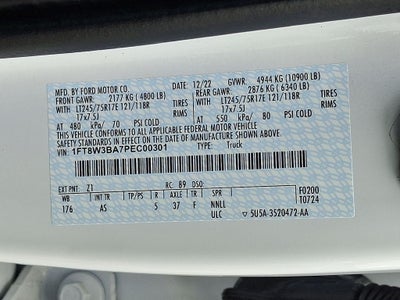 MFD. BY FORD MOTOR CO. 12/22 GVWR: 4944 KG (10900 LB)
FRONT GAWR: 2177 KG (4800 LB) REAR GAWR: 2876 KG (6340 LB)
WITH LT245/75R17E 121/118R TIRES WITH LT245/75R17E 121/118R TIRES
17x7.5J RIMS 17x7.5J RIMS
AT 480 kPa/ 70 PSI COLD AT 550 kPa/ 80 PSI COLD
THIS VEHICLE CONFORMS TO ALL APPLICABLE FEDERAL MOTOR VEHICLE
SAFETY STANDARDS IN EFFECT ON THE DATE OF MANUFACTURE SHOWN ABOVE.
VIN: 1FT8W3BA7PEC00301 TYPE: Truck
EXT PNT: Z1 RC: 89 DSO: F0200
WB INT TR TP/PS R AXLE TR SPR T0724
176 AS 5 37 F NNLL
ULC ▽ 5U5A-3520472-AA